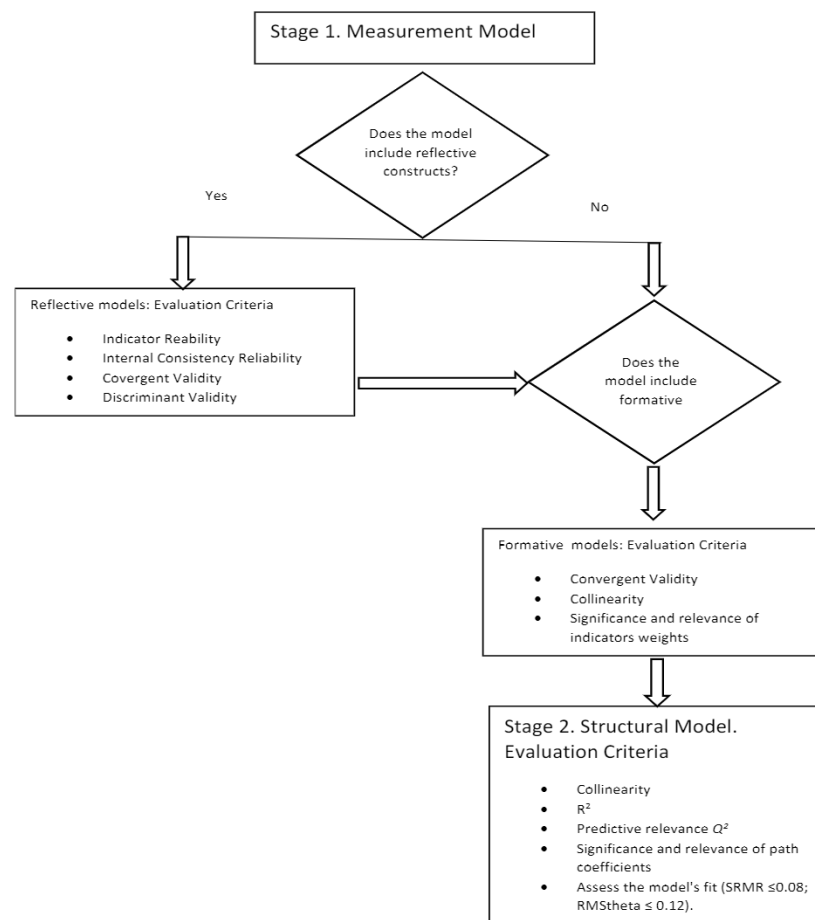 Stage 1. Measurement Model
Does the model
include reflective
constructs?
Yes
No
Reflective models: Evaluation Criteria
• Indicator Reability
• Internal Consistency Reliability
• Covergent Validity
• Discriminant Validity
Does the
model include
formative
Formative models: Evaluation Criteria
• Convergent Validity
• Collinearity
• Significance and relevance of
indicators weights
Stage 2. Structural Model.
Evaluation Criteria
• Collinearity
• R²
• Predictive relevance Q²
• Significance and relevance of path
coefficients
• Assess the model's fit (SRMR ≤0.08;
RMStheta ≤ 0.12).